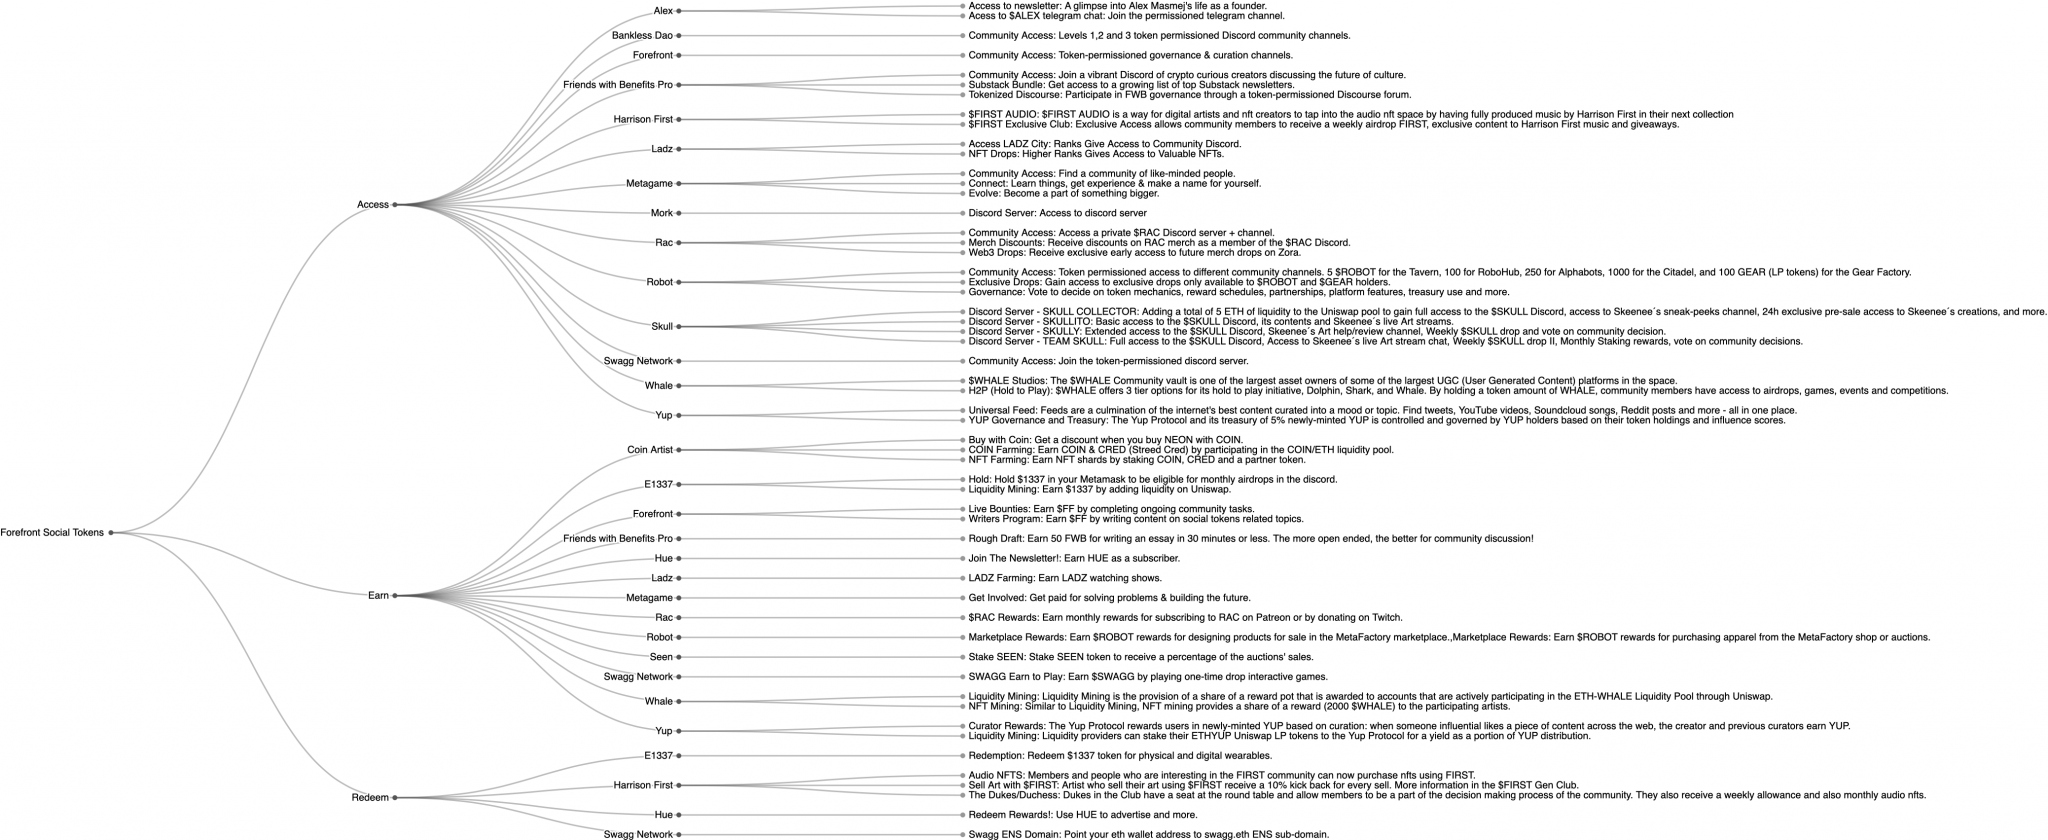 Forefront Social Tokens
Access
Alex
Access to newsletter: A glimpse into Alex Masmej's life as a founder.
Acess to $ALEX telegram chat: Join the permissioned telegram channel.
Bankless Dao
Community Access: Levels 1,2 and 3 token permissioned Discord community channels.
Forefront
Community Access: Token-permissioned governance & curation channels.
Friends with Benefits Pro
Community Access: Join a vibrant Discord of crypto curious creators discussing the future of culture.
Substack Bundle: Get access to a growing list of top Substack newsletters.
Tokenized Discourse: Participate in FWB governance through a token-permissioned Discourse forum.
Harrison First
$FIRST AUDIO: $FIRST AUDIO is a way for digital artists and nft creators to tap into the audio nft space by having fully produced music by Harrison First in their next collection
$FIRST Exclusive Club: Exclusive Access allows community members to receive a weekly airdrop FIRST, exclusive content to Harrison First music and giveaways.
Ladz
Access LADZ City: Ranks Give Access to Community Discord.
NFT Drops: Higher Ranks Gives Access to Valuable NFTs.
Metagame
Community Access: Find a community of like-minded people.
Connect: Learn things, get experience & make a name for yourself.
Evolve: Become a part of something bigger.
Mork
Discord Server: Access to discord server
Rac
Community Access: Access a private $RAC Discord server + channel.
Merch Discounts: Receive discounts on RAC merch as a member of the $RAC Discord.
Web3 Drops: Receive exclusive early access to future merch drops on Zora.
Robot
Community Access: Token permissioned access to different community channels. 5 $ROBOT for the Tavern, 100 for RoboHub, 250 for Alphabots, 1000 for the Citadel, and 100 GEAR (LP tokens) for the Gear Factory.
Exclusive Drops: Gain access to exclusive drops only available to $ROBOT and $GEAR holders.
Governance: Vote to decide on token mechanics, reward schedules, partnerships, platform features, treasury use and more.
Skull
Discord Server - SKULL COLLECTOR: Adding a total of 5 ETH of liquidity to the Uniswap pool to gain full access to the $SKULL Discord, access to Skeenee´s sneak-peeks channel, 24h exclusive pre-sale access to Skeenee´s creations, and more.
Discord Server - SKULLITO: Basic access to the $SKULL Discord, its contents and Skeenee´s live Art streams.
Discord Server - SKULLY: Extended access to the $SKULL Discord, Skeenee´s Art help/review channel, Weekly $SKULL drop and vote on community decision.
Discord Server - TEAM SKULL: Full access to the $SKULL Discord, Access to Skeenee´s live Art stream chat, Weekly $SKULL drop II, Monthly Staking rewards, vote on community decisions.
Swagg Network
Community Access: Join the token-permissioned discord server.
Whale
$WHALE Studios: The $WHALE Community vault is one of the largest asset owners of some of the largest UGC (User Generated Content) platforms in the space.
H2P (Hold to Play): $WHALE offers 3 tier options for its hold to play initiative, Dolphin, Shark, and Whale. By holding a token amount of WHALE, community members have access to airdrops, games, events and competitions.
Yup
Universal Feed: Feeds are a culmination of the internet's best content curated into a mood or topic. Find tweets, YouTube videos, Soundcloud songs, Reddit posts and more - all in one place.
YUP Governance and Treasury: The Yup Protocol and its treasury of 5% newly-minted YUP is controlled and governed by YUP holders based on their token holdings and influence scores.
Earn
Coin Artist
Buy with Coin: Get a discount when you buy NEON with COIN.
COIN Farming: Earn COIN & CRED (Streed Cred) by participating in the COIN/ETH liquidity pool.
NFT Farming: Earn NFT shards by staking COIN, CRED and a partner token.
E1337
Hold: Hold $1337 in your Metamask to be eligible for monthly airdrops in the discord.
Liquidity Mining: Earn $1337 by adding liquidity on Uniswap.
Forefront
Live Bounties: Earn $FF by completing ongoing community tasks.
Writers Program: Earn $FF by writing content on social tokens related topics.
Friends with Benefits Pro
Rough Draft: Earn 50 FWB for writing an essay in 30 minutes or less. The more open ended, the better for community discussion!
Hue
Join The Newsletter!: Earn HUE as a subscriber.
Ladz
LADZ Farming: Earn LADZ watching shows.
Metagame
Get Involved: Get paid for solving problems & building the future.
Rac
$RAC Rewards: Earn monthly rewards for subscribing to RAC on Patreon or by donating on Twitch.
Robot
Marketplace Rewards: Earn $ROBOT rewards for designing products for sale in the MetaFactory marketplace.,Marketplace Rewards: Earn $ROBOT rewards for purchasing apparel from the MetaFactory shop or auctions.
Seen
Stake SEEN: Stake SEEN token to receive a percentage of the auctions' sales.
Swagg Network
SWAGG Earn to Play: Earn $SWAGG by playing one-time drop interactive games.
Whale
Liquidity Mining: Liquidity Mining is the provision of a share of a reward pot that is awarded to accounts that are actively participating in the ETH-WHALE Liquidity Pool through Uniswap.
NFT Mining: Similar to Liquidity Mining, NFT mining provides a share of a reward (2000 $WHALE) to the participating artists.
Yup
Curator Rewards: The Yup Protocol rewards users in newly-minted YUP based on curation: when someone influential likes a piece of content across the web, the creator and previous curators earn YUP.
Liquidity Mining: Liquidity providers can stake their ETHYUP Uniswap LP tokens to the Yup Protocol for a yield as a portion of YUP distribution.
Redeem
E1337
Redemption: Redeem $1337 token for physical and digital wearables.
Harrison First
Audio NFTS: Members and people who are interesting in the FIRST community can now purchase nfts using FIRST.
Sell Art with $FIRST: Artist who sell their art using $FIRST receive a 10% kick back for every sell. More information in the $FIRST Gen Club.
The Dukes/Duchess: Dukes in the Club have a seat at the round table and allow members to be a part of the decision making process of the community. They also receive a weekly allowance and also monthly audio nfts.
Hue
Redeem Rewards!: Use HUE to advertise and more.
Swagg Network
Swagg ENS Domain: Point your eth wallet address to swagg.eth ENS sub-domain.